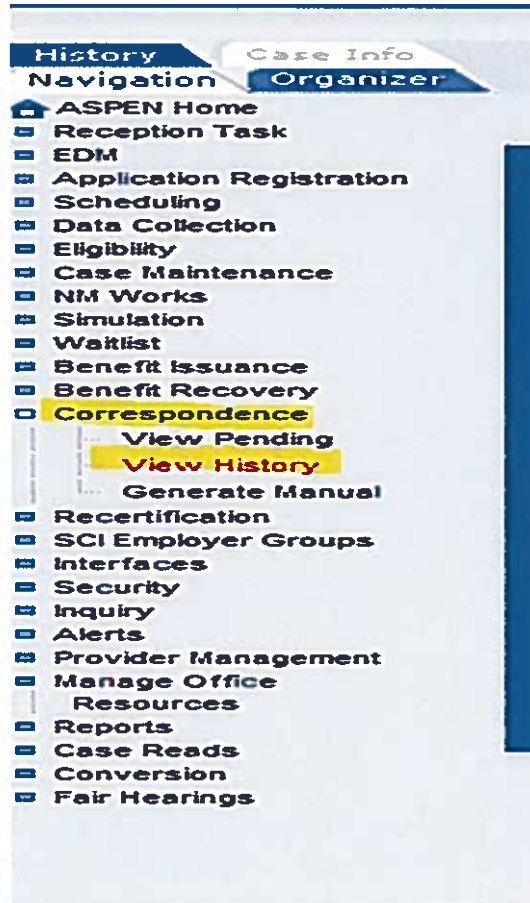 History Case Info
Navigation Organizer
ASPEN Home
Reception Task
EDM
Application Registration
Scheduling
Data Collection
Eligibility
Case Maintenance
NM Works
Simulation
Waitlist
Benefit Issuance
Benefit Recovery
Correspondence
View Pending
View History
Generate Manual
Recertification
SCI Employer Groups
Interfaces
Security
Inquiry
Alerts
Provider Management
Manage Office
Resources
Reports
Case Reads
Conversion
Fair Hearings